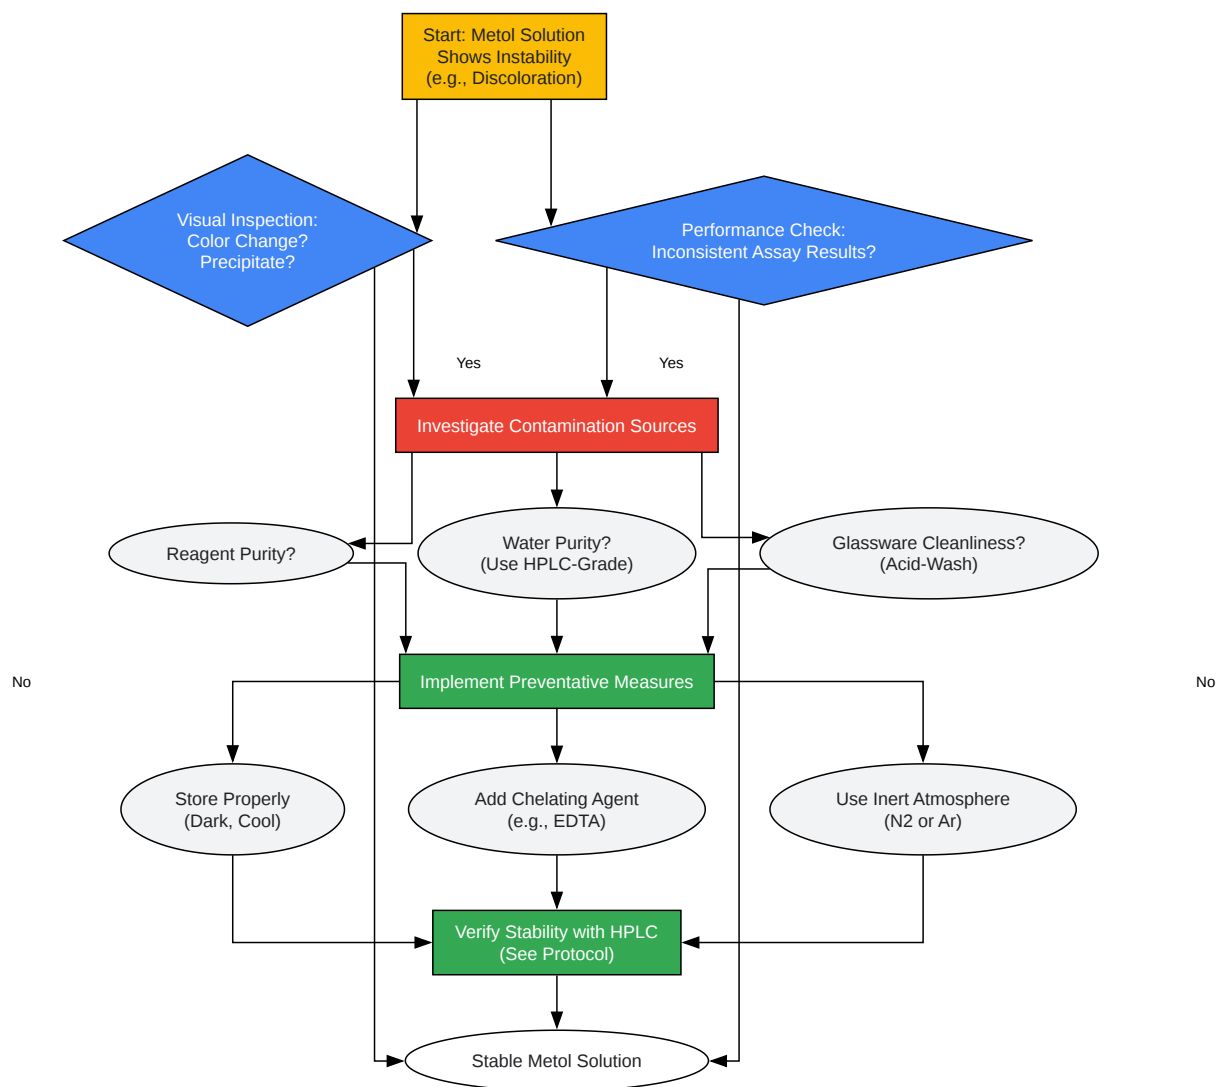 Start: Metol Solution
Shows Instability
(e.g., Discoloration)
Visual Inspection:
Color Change?
Precipitate?
Performance Check:
Inconsistent Assay Results?
Yes
Yes
Investigate Contamination Sources
Reagent Purity?
Water Purity?
(Use HPLC-Grade)
Glassware Cleanliness?
(Acid-Wash)
No
Implement Preventative Measures
No
Store Properly
(Dark, Cool)
Add Chelating Agent
(e.g., EDTA)
Use Inert Atmosphere
(N2 or Ar)
Verify Stability with HPLC
(See Protocol)
Stable Metol Solution